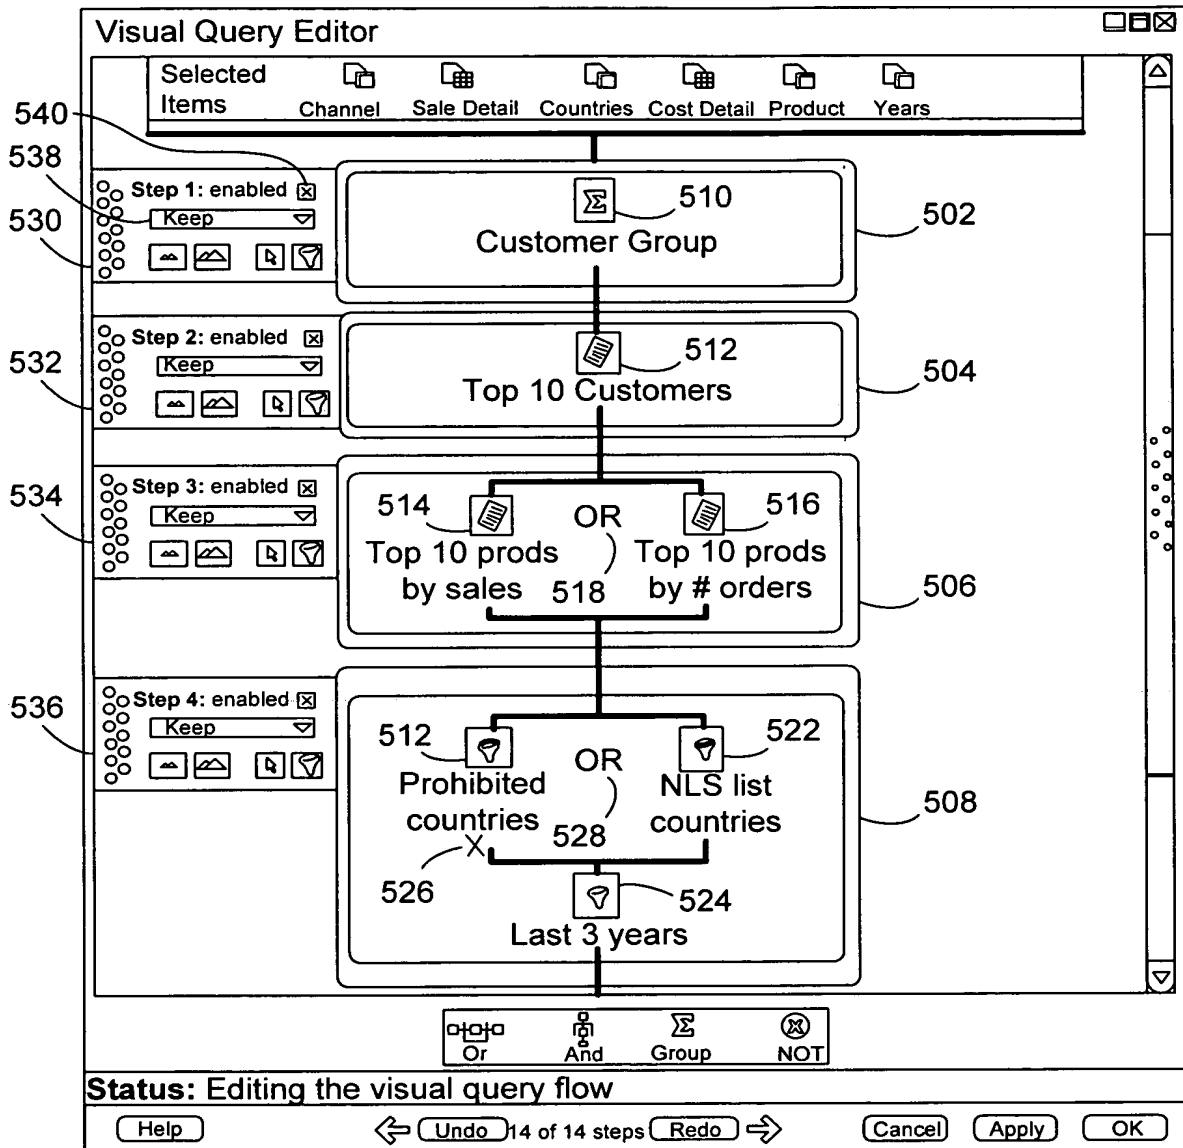 Visual Query Editor
Selected Items
Channel
Sale Detail
Countries
Cost Detail
Product
Years
540
538
530
Step 1: enabled
Keep
510
Customer Group
502
532
Step 2: enabled
Keep
512
Top 10 Customers
504
534
Step 3: enabled
Keep
514
OR
516
Top 10 prods
by sales
518
Top 10 prods
by # orders
506
536
Step 4: enabled
Keep
512
OR
522
Prohibited
countries
528
NLS list
countries
508
526
524
Last 3 years
Or
And
Group
NOT
Status: Editing the visual query flow
Help
Undo
14 of 14 steps
Redo
Cancel
Apply
OK